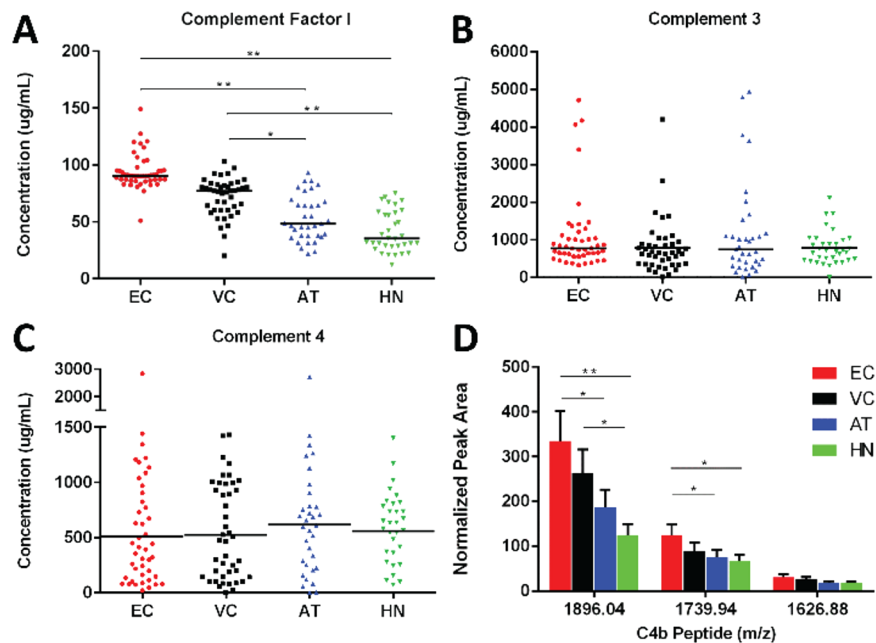 A
Complement Factor I
Concentration (ug/mL)
200
150
100
50
0
**
**
**
*
EC VC AT HN
B
Complement 3
Concentration (ug/mL)
6000
5000
4000
3000
2000
1000
0
EC VC AT HN
C
Complement 4
Concentration (ug/mL)
3000
2000
1500
1000
500
0
EC VC AT HN
D
Normalized Peak Area
500
400
300
200
100
0
**
*
*
*
*
EC
VC
AT
HN
1896.04 1739.94 1626.88
C4b Peptide (m/z)